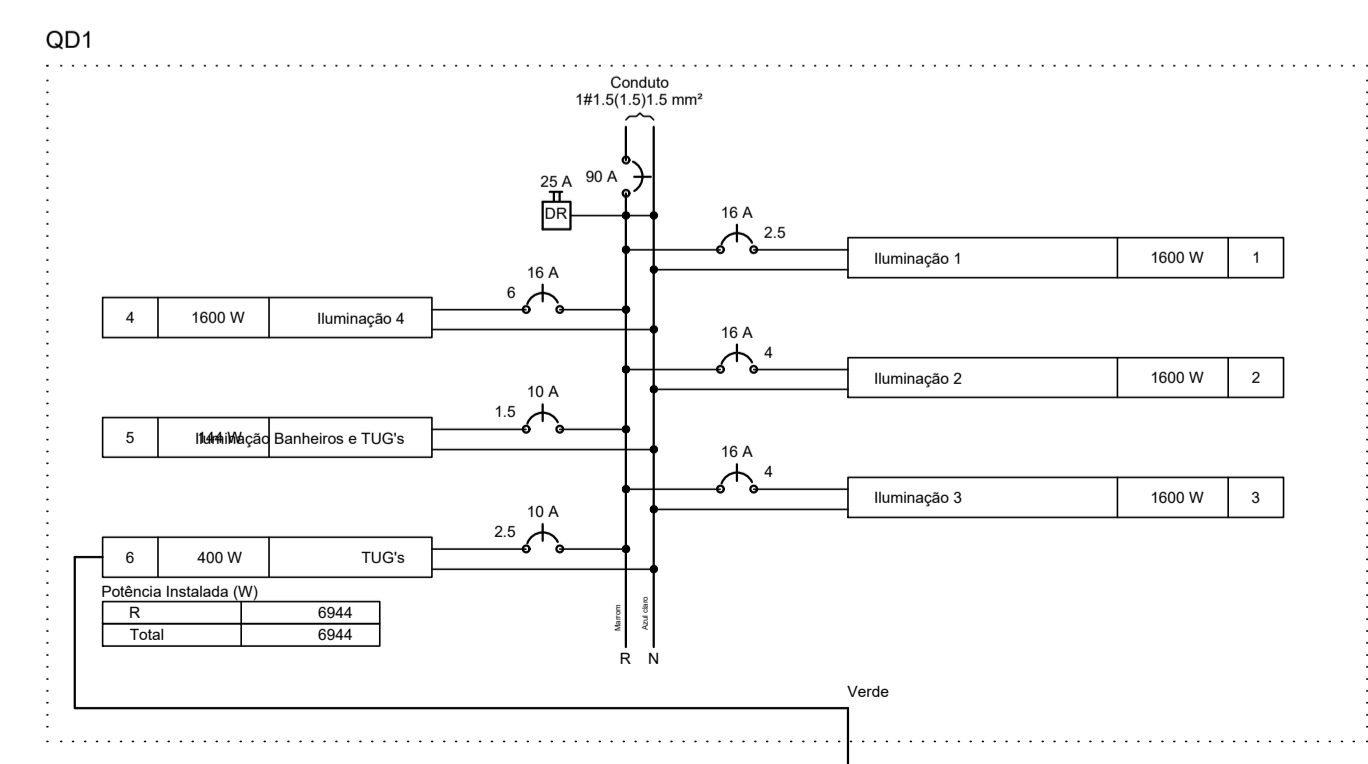 QD1
Conduto
1#1.5(1.5)1.5 mm²
90 A
25 A
DR
16 A
2.5
Iluminação 1 1600 W 1
16 A
6
4 1600 W Iluminação 4
16 A
4
Iluminação 2 1600 W 2
10 A
1.5
5 144 W Iluminação Banheiros e TUG's
16 A
4
Iluminação 3 1600 W 3
10 A
2.5
6 400 W TUG's
Potência Instalada (W)
R 6944
Total 6944
Marrom
Azul claro
R N
Verde